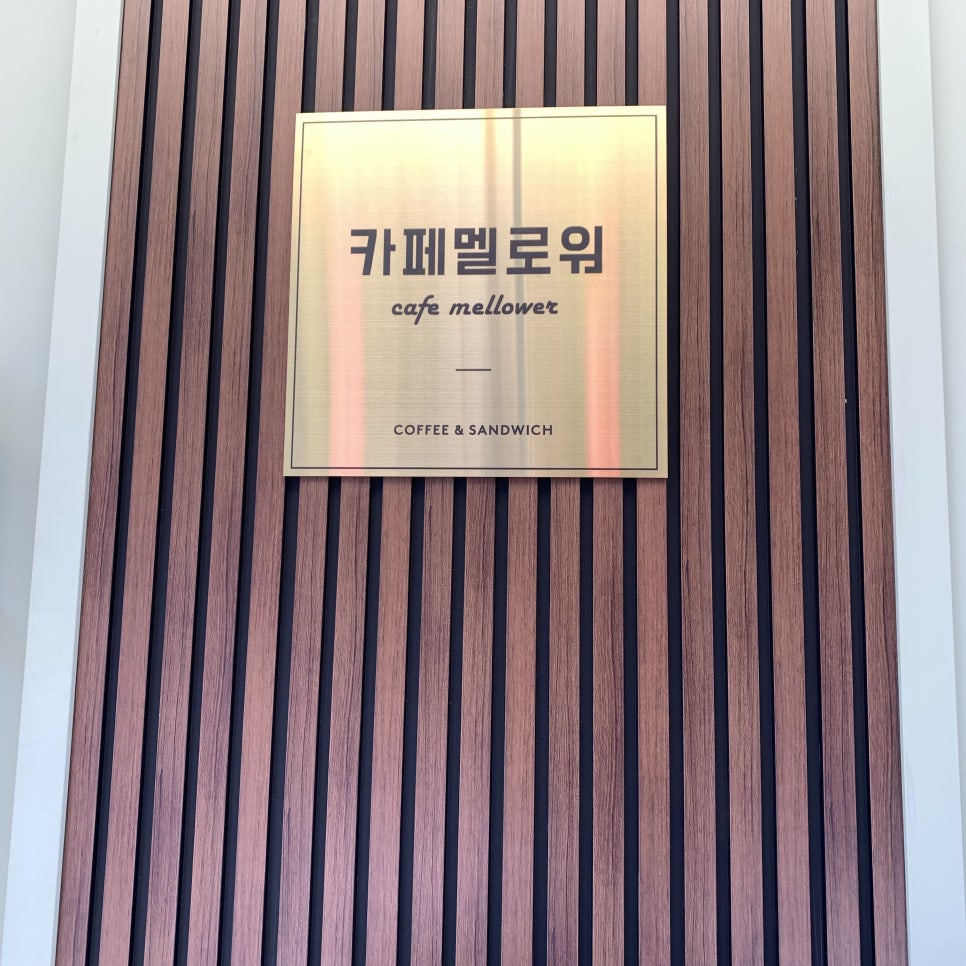 카페멜로워
cafe mellower
COFFEE & SANDWICH